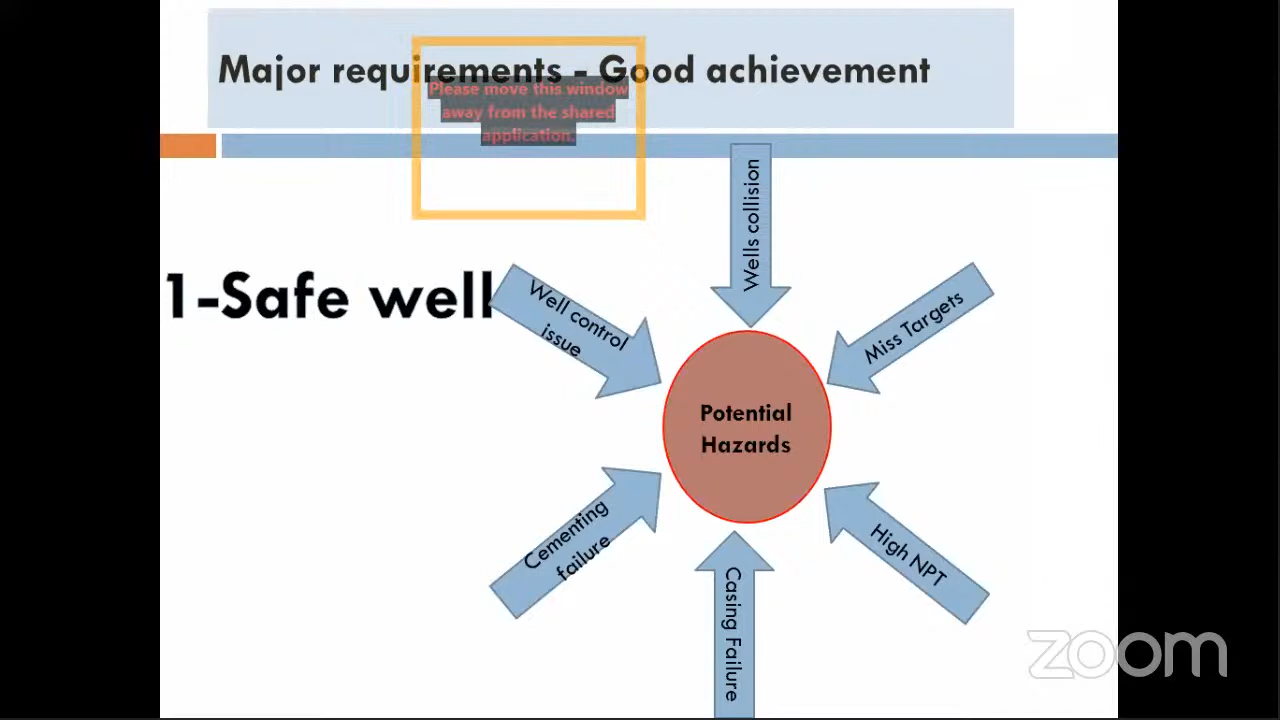 Major requirements - Good achievement
Please move this window
away from the shared
application.
Wells collision
1-Safe well
Well control
issue
Miss Targets
Potential
Hazards
Cementing
failure
High NPT
Casing Failure
zoom